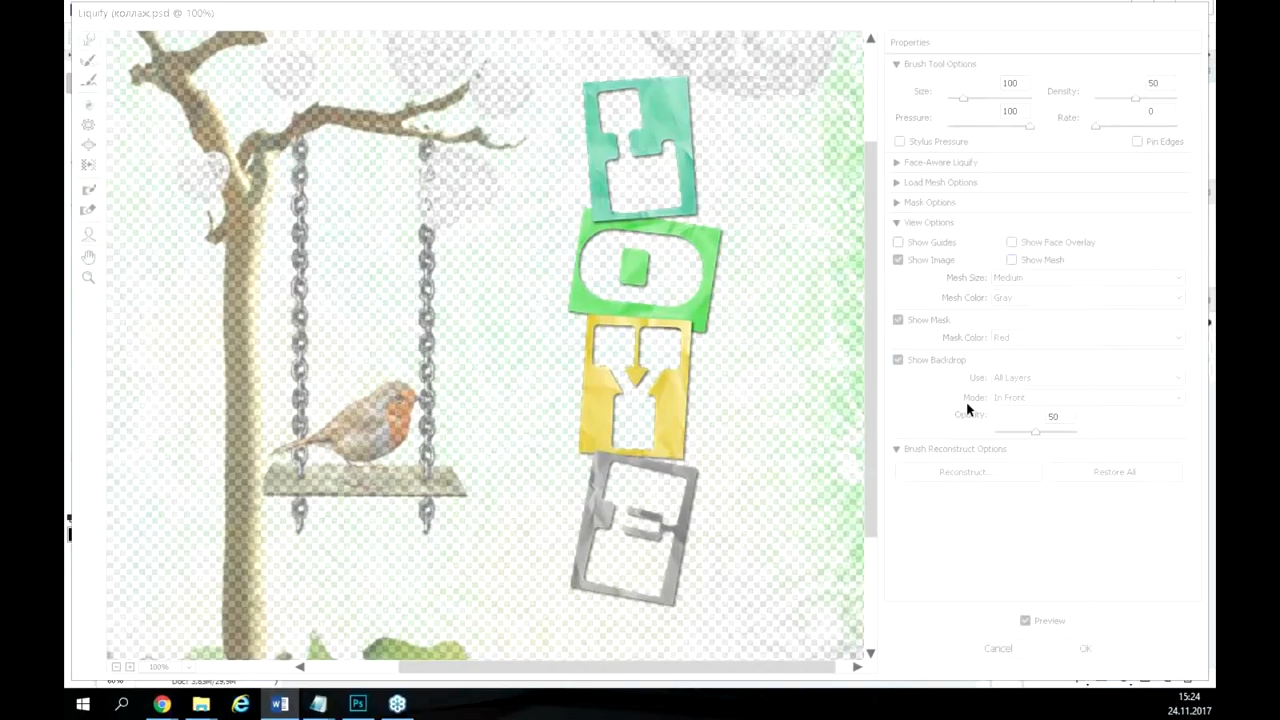 Liquify (коллаж.psd @ 100%)
Properties
Brush Tool Options
Size: 100 Density: 50
Pressure: 100 Rate: 0
Stylus Pressure Pin Edges
Face-Aware Liquify
Load Mesh Options
Mask Options
View Options
Show Guides Show Face Overlay
Show Image Show Mesh
Mesh Size: Medium
Mesh Color: Gray
Show Mask
Mask Color: Red
Show Backdrop
Use: All Layers
Mode: In Front
50
Brush Reconstruct Options
Reconstruct... Restore All
Preview
Cancel OK
100%
15:24
24.11.2017